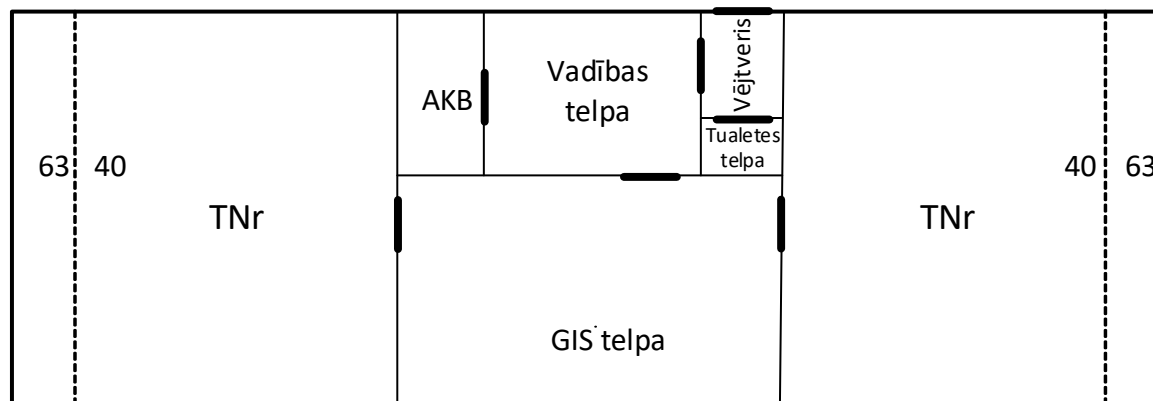 Vējtveris
Vadības
telpa
AKB
Tualetes
telpa
63
40
40
63
TNr
TNr
GIS telpa